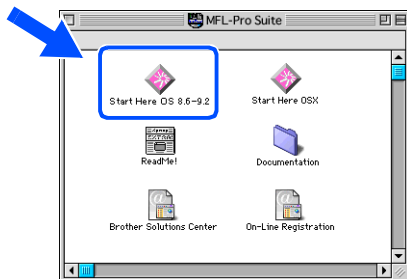 MFL-Pro Suite
Start Here OS 8.6-9.2
Start Here OSX
ReadMe!
Documentation
Brother Solutions Center
On-Line Registration